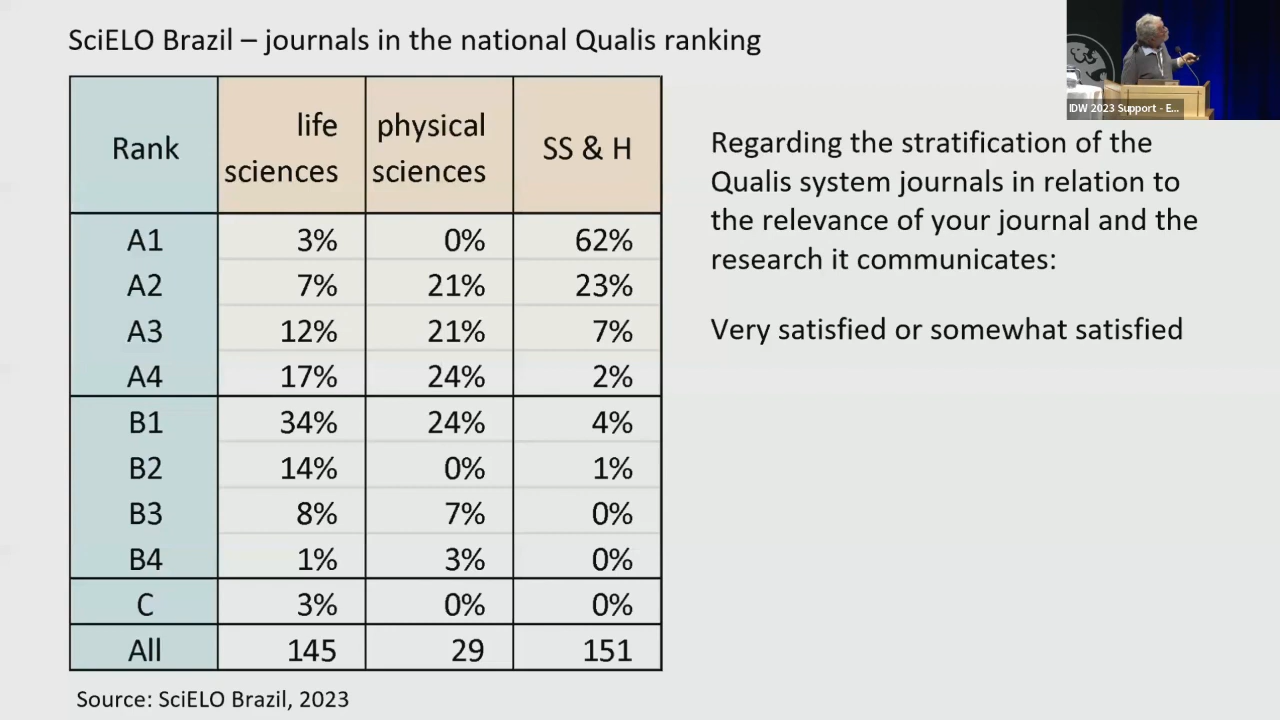 SciELO Brazil – journals in the national Qualis ranking
IDW 2023 Support - E...
Rank life sciences physical sciences SS & H
A1 3% 0% 62%
A2 7% 21% 23%
A3 12% 21% 7%
A4 17% 24% 2%
B1 34% 24% 4%
B2 14% 0% 1%
B3 8% 7% 0%
B4 1% 3% 0%
C 3% 0% 0%
All 145 29 151
Source: SciELO Brazil, 2023
Regarding the stratification of the
Qualis system journals in relation to
the relevance of your journal and the
research it communicates:
Very satisfied or somewhat satisfied